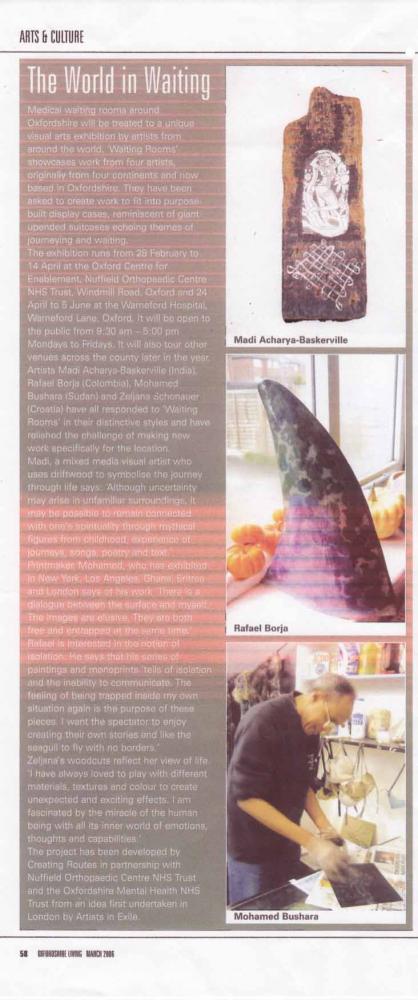 ARTS & CULTURE
The World in Waiting
Medical waiting rooms around
Oxfordshire will be treated to a unique
visual arts exhibition by artists from
around the world. 'Waiting Rooms'
showcases work from four artists,
originally from four continents and now
based in Oxfordshire. They have been
asked to create work to fit into purpose-
built display cases, reminiscent of giant
upended suitcases echoing themes of
journeying and waiting.
The exhibition runs from 28 February to
14 April at the Oxford Centre for
Enablement, Nuffield Orthopaedic Centre
NHS Trust, Windmill Road, Oxford and 24
April to 5 June at the Warneford Hospital,
Warneford Lane, Oxford. It will be open to
the public from 9:30 am – 5:00 pm
Mondays to Fridays. It will also tour other
venues across the county later in the year.
Artists Madi Acharya-Baskerville (India),
Rafael Borja (Colombia), Mohamed
Bushara (Sudan) and Zeljana Schonauer
(Croatia) have all responded to 'Waiting
Rooms' in their distinctive styles and have
relished the challenge of making new
work specifically for the location.
Madi, a mixed media visual artist who
uses driftwood to symbolise the journey
through life says: 'Although uncertainty
may arise in unfamiliar surroundings, it
may be possible to remain connected
with one's spirituality through mythical
figures from childhood, experience of
journeys, songs, poetry and text.'
Printmaker Mohamed, who has exhibited
in New York, Los Angeles, Ghana, Eritrea
and London says of his work 'There is a
dialogue between the surface and myself.
The images are elusive. They are both
free and entrapped at the same time.'
Rafael is interested in the notion of
isolation. He says that his series of
paintings and monoprints 'tells of isolation
and the inability to communicate. The
feeling of being trapped inside my own
situation again is the purpose of these
pieces. I want the spectator to enjoy
creating their own stories and like the
seagull to fly with no borders.'
Zeljana's woodcuts reflect her view of life.
'I have always loved to play with different
materials, textures and colour to create
unexpected and exciting effects. I am
fascinated by the miracle of the human
being with all its inner world of emotions,
thoughts and capabilities.'
The project has been developed by
Creating Routes in partnership with
Nuffield Orthopaedic Centre NHS Trust
and the Oxfordshire Mental Health NHS
Trust from an idea first undertaken in
London by Artists in Exile.
Madi Acharya-Baskerville
Rafael Borja
Mohamed Bushara
58 OXFORDSHIRE LIVING MARCH 2006